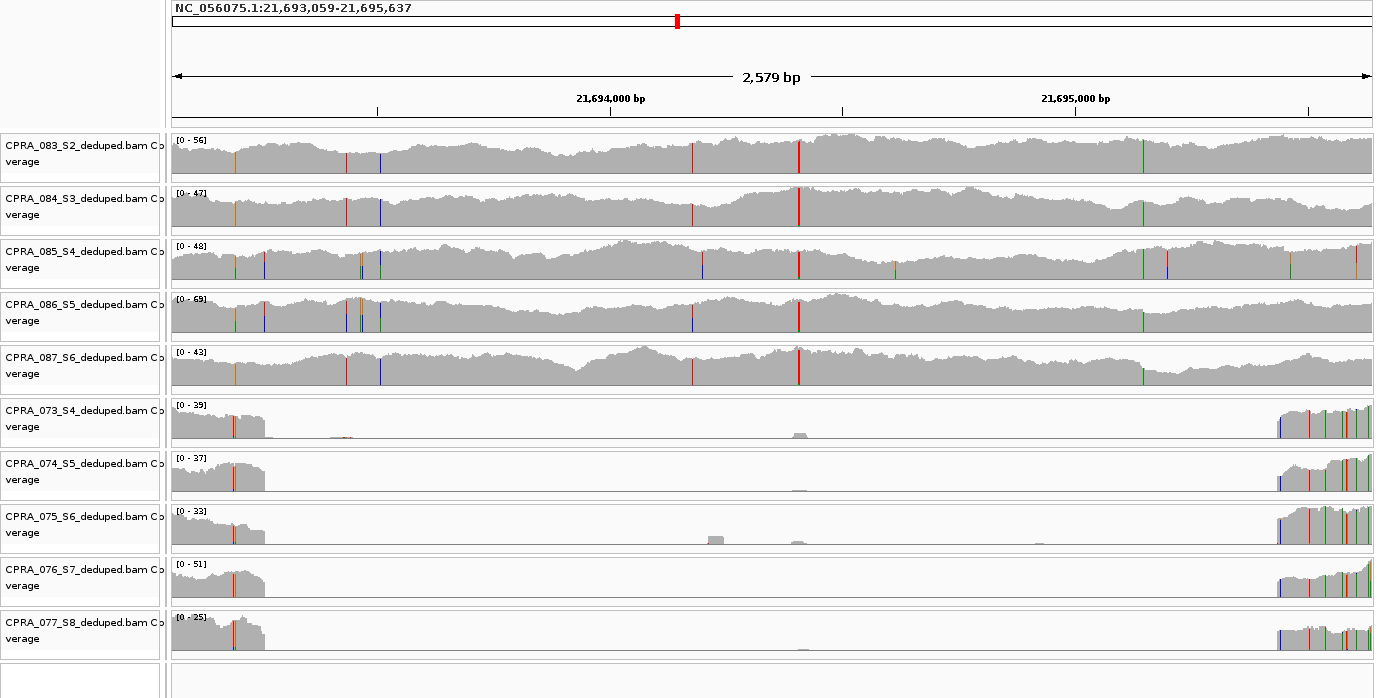 NC_056075.1:21,693,059-21,695,637
2,579 bp
21,694,000 bp
21,695,000 bp
CPRA_083_S2_deduped.bam Co
verage
[0 - 56]
CPRA_084_S3_deduped.bam Co
verage
[0 - 47]
CPRA_085_S4_deduped.bam Co
verage
[0 - 48]
CPRA_086_S5_deduped.bam Co
verage
[0 - 69]
CPRA_087_S6_deduped.bam Co
verage
[0 - 43]
CPRA_073_S4_deduped.bam Co
verage
[0 - 39]
CPRA_074_S5_deduped.bam Co
verage
[0 - 37]
CPRA_075_S6_deduped.bam Co
verage
[0 - 33]
CPRA_076_S7_deduped.bam Co
verage
[0 - 51]
CPRA_077_S8_deduped.bam Co
verage
[0 - 25]